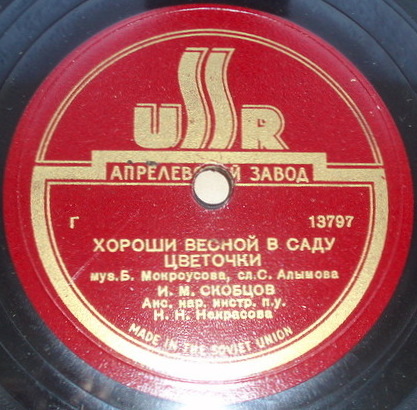 USSR
АПРЕЛЕВСКИЙ ЗАВОД
Г 13797
ХОРОШИ ВЕСНОЙ В САДУ
ЦВЕТОЧКИ
муз.Б. Мокроусова, сл.С. Алымова
И. М. СКОБЦОВ
Анс. нар. инстр. п.у.
Н. Н. Некрасова
MADE IN THE SOVIET UNION